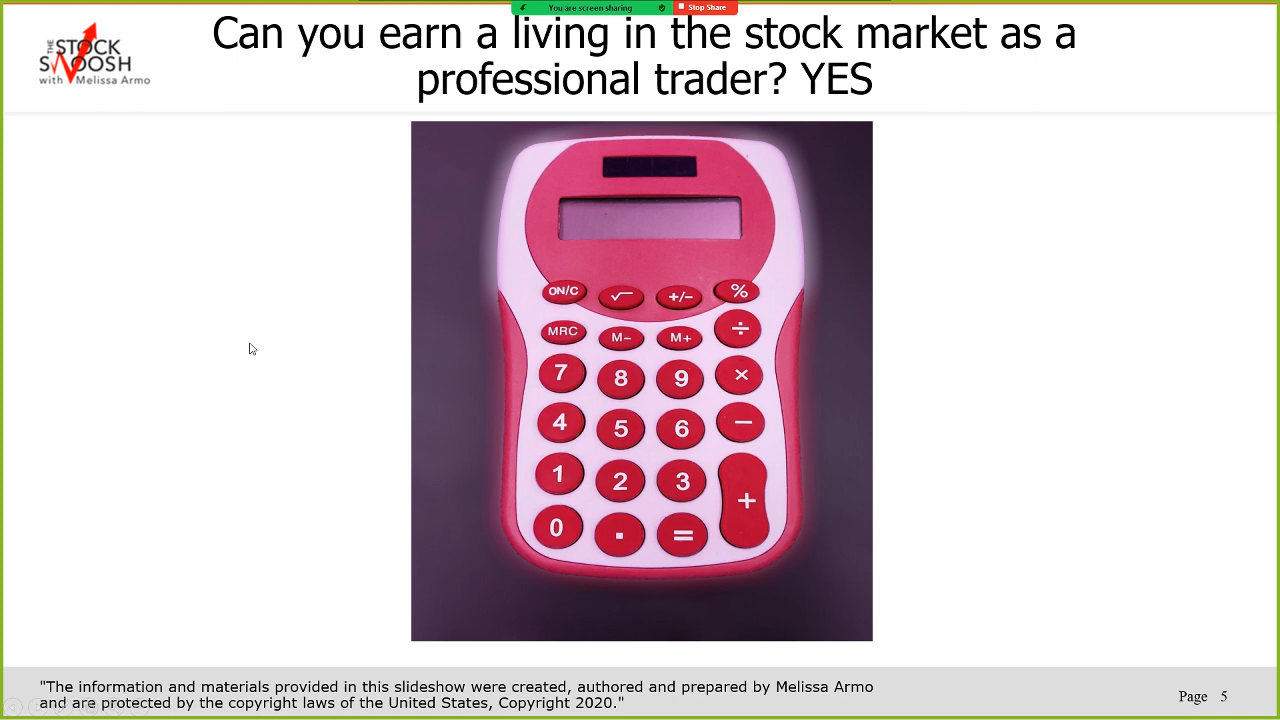 You are screen sharing
Stop Share
THE STOCK
SWOOSH
with Melissa Armo
Can you earn a living in the stock market as a
professional trader? YES
ON/C √ +/− %
MRC M− M+ ÷
7 8 9 ×
4 5 6 −
1 2 3 +
0 . =
"The information and materials provided in this slideshow were created, authored and prepared by Melissa Armo
and are protected by the copyright laws of the United States, Copyright 2020."
Page 5